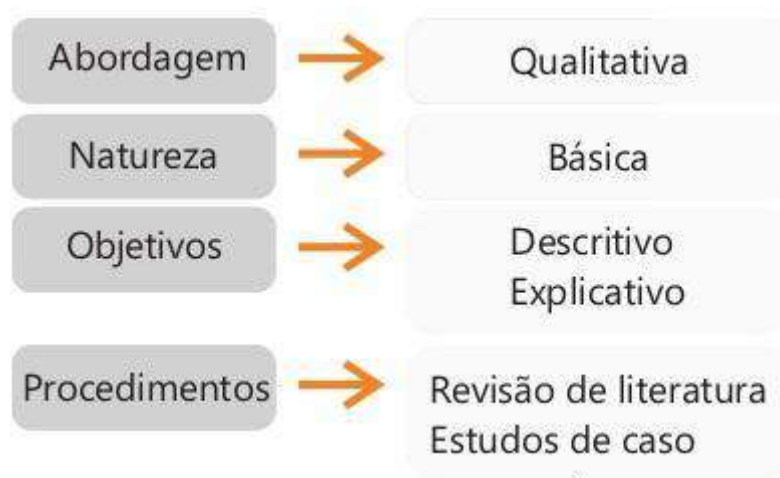 Abordagem
Qualitativa
Natureza
Básica
Objetivos
Descritivo
Explicativo
Procedimentos
Revisão de literatura
Estudos de caso